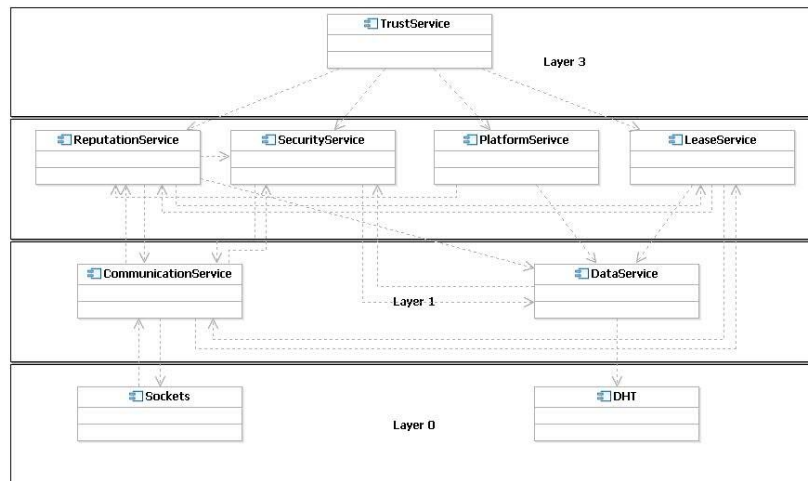 TrustService
Layer 3
ReputationService
SecurityService
PlatformSerivce
LeaseService
CommunicationService
DataService
Layer 1
Sockets
DHT
Layer 0